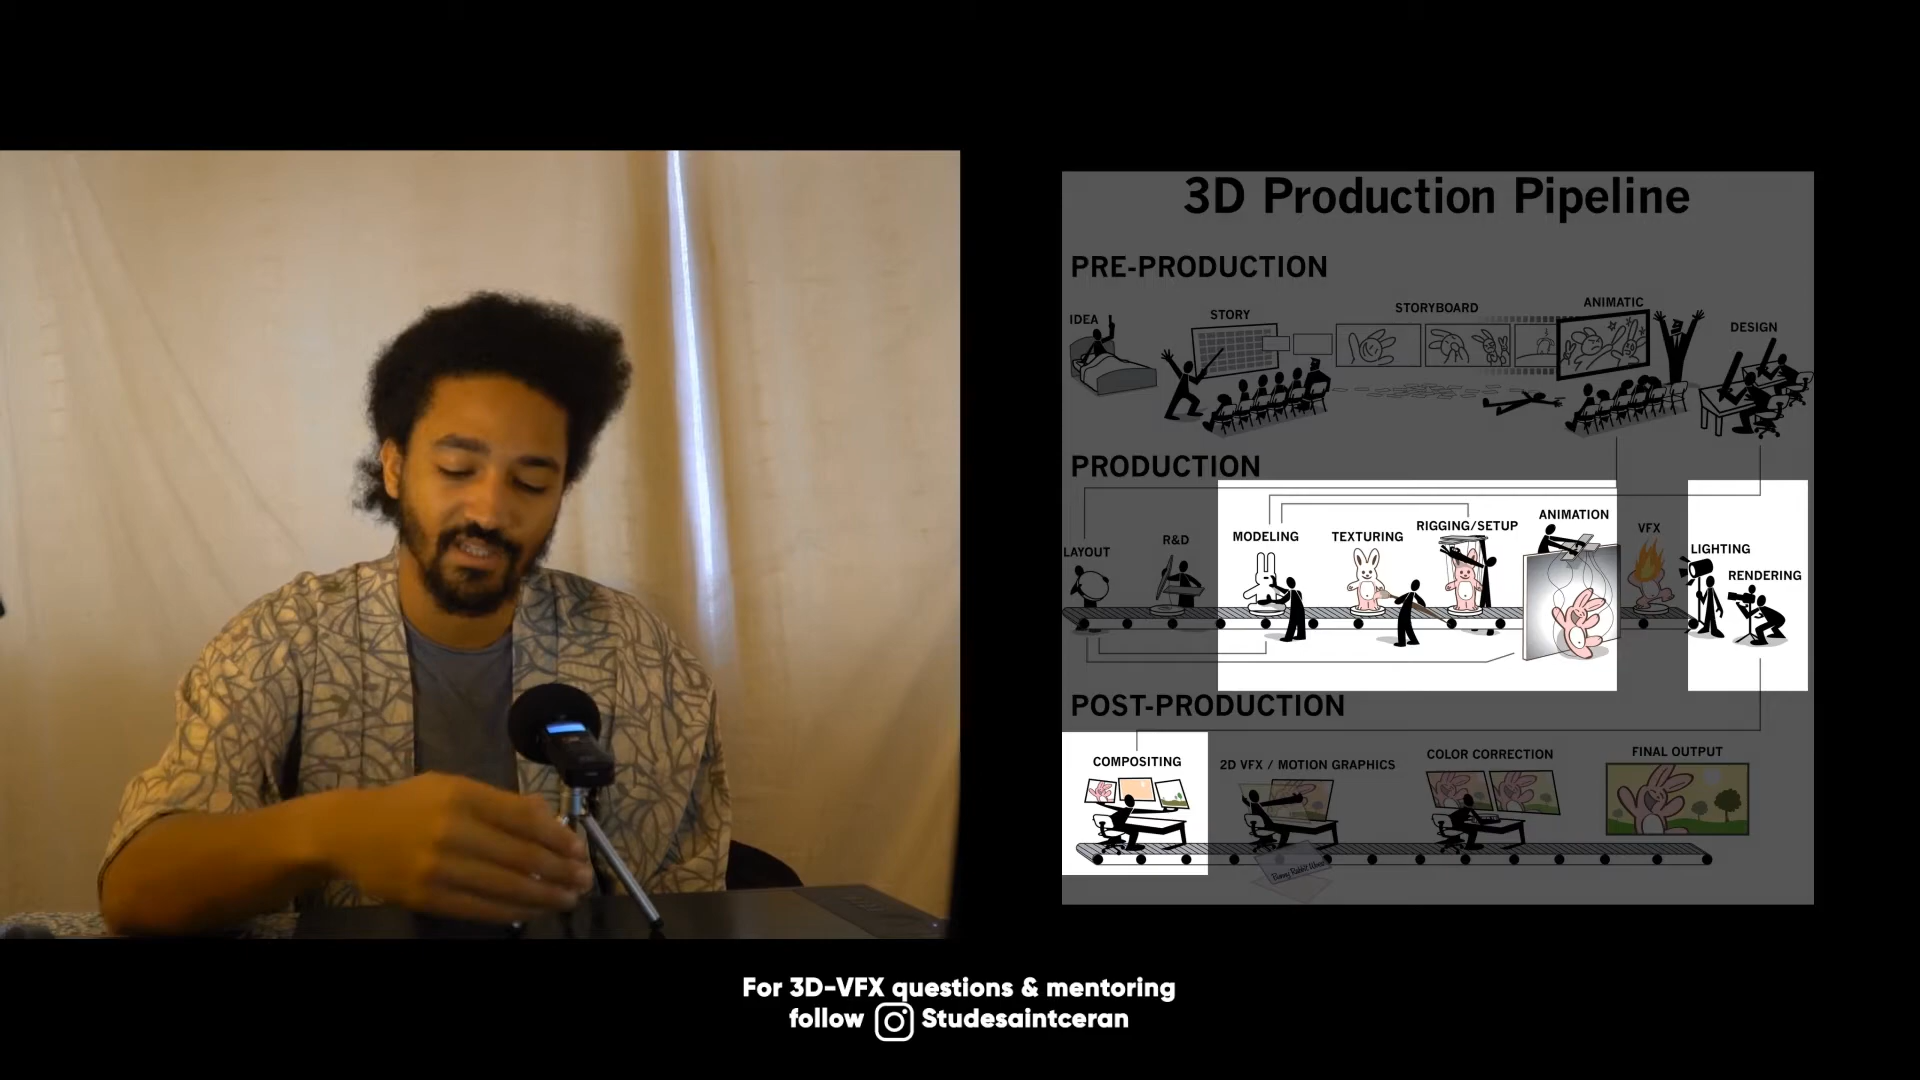 3D Production Pipeline
PRE-PRODUCTION
IDEA
STORY
STORYBOARD
ANIMATIC
DESIGN
PRODUCTION
LAYOUT
R&D
MODELING
TEXTURING
RIGGING/SETUP
ANIMATION
VFX
LIGHTING
RENDERING
POST-PRODUCTION
COMPOSITING
2D VFX / MOTION GRAPHICS
COLOR CORRECTION
FINAL OUTPUT
For 3D-VFX questions & mentoring
follow Studesaintceran